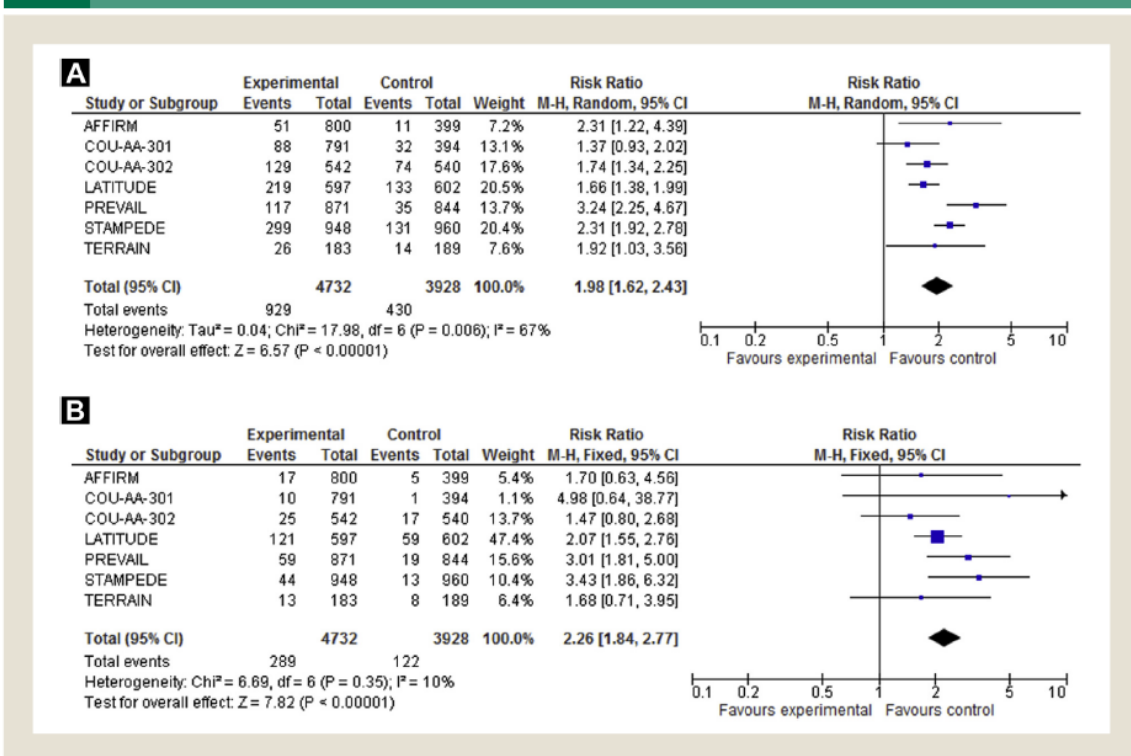 A
Experimental Control Risk Ratio Risk Ratio
Study or Subgroup Events Total Events Total Weight M-H, Random, 95% CI M-H, Random, 95% CI
AFFIRM 51 800 11 399 7.2% 2.31 [1.22, 4.39]
COU-AA-301 88 791 32 394 13.1% 1.37 [0.93, 2.02]
COU-AA-302 129 542 74 540 17.6% 1.74 [1.34, 2.25]
LATITUDE 219 597 133 602 20.5% 1.66 [1.38, 1.99]
PREVAIL 117 871 35 844 13.7% 3.24 [2.25, 4.67]
STAMPEDE 299 948 131 960 20.4% 2.31 [1.92, 2.78]
TERRAIN 26 183 14 189 7.6% 1.92 [1.03, 3.56]
Total (95% CI) 4732 3928 100.0% 1.98 [1.62, 2.43]
Total events 929 430
Heterogeneity: Tau² = 0.04; Chi² = 17.98, df = 6 (P = 0.006); I² = 67%
Test for overall effect: Z = 6.57 (P < 0.00001)
0.1 0.2 0.5 1 2 5 10
Favours experimental Favours control
B
Experimental Control Risk Ratio Risk Ratio
Study or Subgroup Events Total Events Total Weight M-H, Fixed, 95% CI M-H, Fixed, 95% CI
AFFIRM 17 800 5 399 5.4% 1.70 [0.63, 4.56]
COU-AA-301 10 791 1 394 1.1% 4.98 [0.64, 38.77]
COU-AA-302 25 542 17 540 13.7% 1.47 [0.80, 2.68]
LATITUDE 121 597 59 602 47.4% 2.07 [1.55, 2.76]
PREVAIL 59 871 19 844 15.6% 3.01 [1.81, 5.00]
STAMPEDE 44 948 13 960 10.4% 3.43 [1.86, 6.32]
TERRAIN 13 183 8 189 6.4% 1.68 [0.71, 3.95]
Total (95% CI) 4732 3928 100.0% 2.26 [1.84, 2.77]
Total events 289 122
Heterogeneity: Chi² = 6.69, df = 6 (P = 0.35); I² = 10%
Test for overall effect: Z = 7.82 (P < 0.00001)
0.1 0.2 0.5 1 2 5 10
Favours experimental Favours control